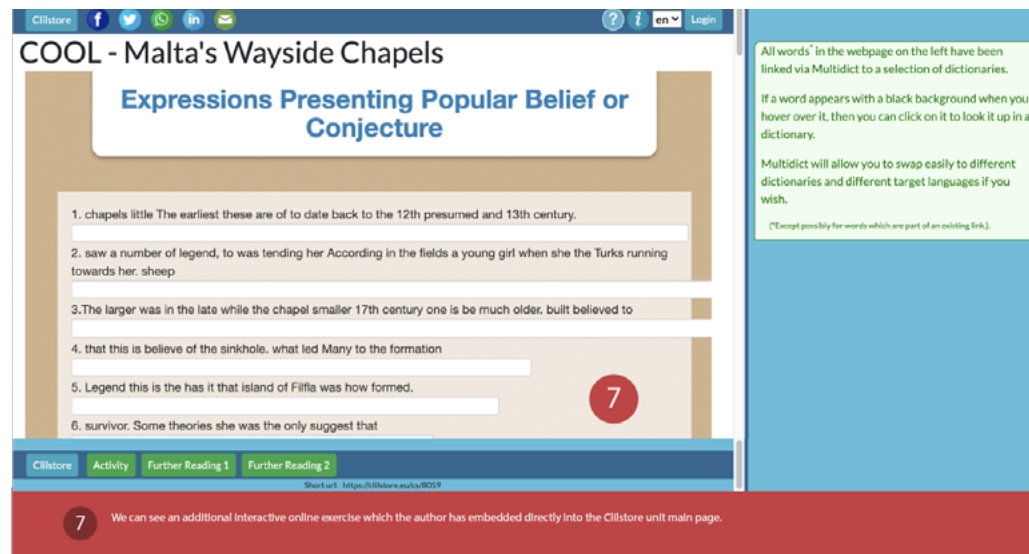 Clilstore
en Login
COOL - Malta's Wayside Chapels
Expressions Presenting Popular Belief or
Conjecture
1. chapels little The earliest these are of to date back to the 12th presumed and 13th century.
2. saw a number of legend, to was tending her According in the fields a young girl when she the Turks running
towards her. sheep
3.The larger was in the late while the chapel smaller 17th century one is be much older. built believed to
4. that this is believe of the sinkhole. what led Many to the formation
5. Legend this is the has it that island of Filfla was how formed.
7
6. survivor. Some theories she was the only suggest that
Clilstore Activity Further Reading 1 Further Reading 2
Short url: https://clilstore.eu/cs/8059
All words* in the webpage on the left have been
linked via Multidict to a selection of dictionaries.
If a word appears with a black background when you
hover over it, then you can click on it to look it up in a
dictionary.
Multidict will allow you to swap easily to different
dictionaries and different target languages if you
wish.
(*Except possibly for words which are part of an existing link.).
7 We can see an additional interactive online exercise which the author has embedded directly into the Clilstore unit main page.